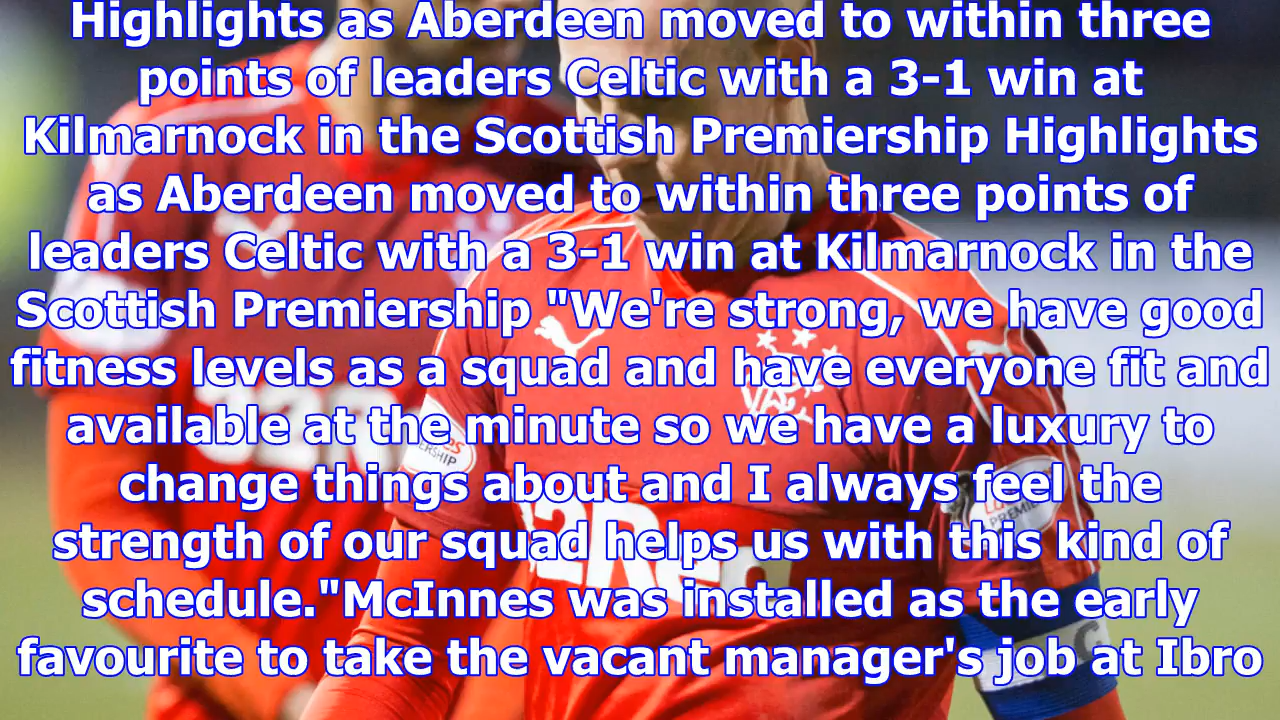 Highlights as Aberdeen moved to within three
points of leaders Celtic with a 3-1 win at
Kilmarnock in the Scottish Premiership Highlights
as Aberdeen moved to within three points of
leaders Celtic with a 3-1 win at Kilmarnock in the
Scottish Premiership "We're strong, we have good
fitness levels as a squad and have everyone fit and
available at the minute so we have a luxury to
change things about and I always feel the
strength of our squad helps us with this kind of
schedule."McInnes was installed as the early
favourite to take the vacant manager's job at Ibro
32Red
C